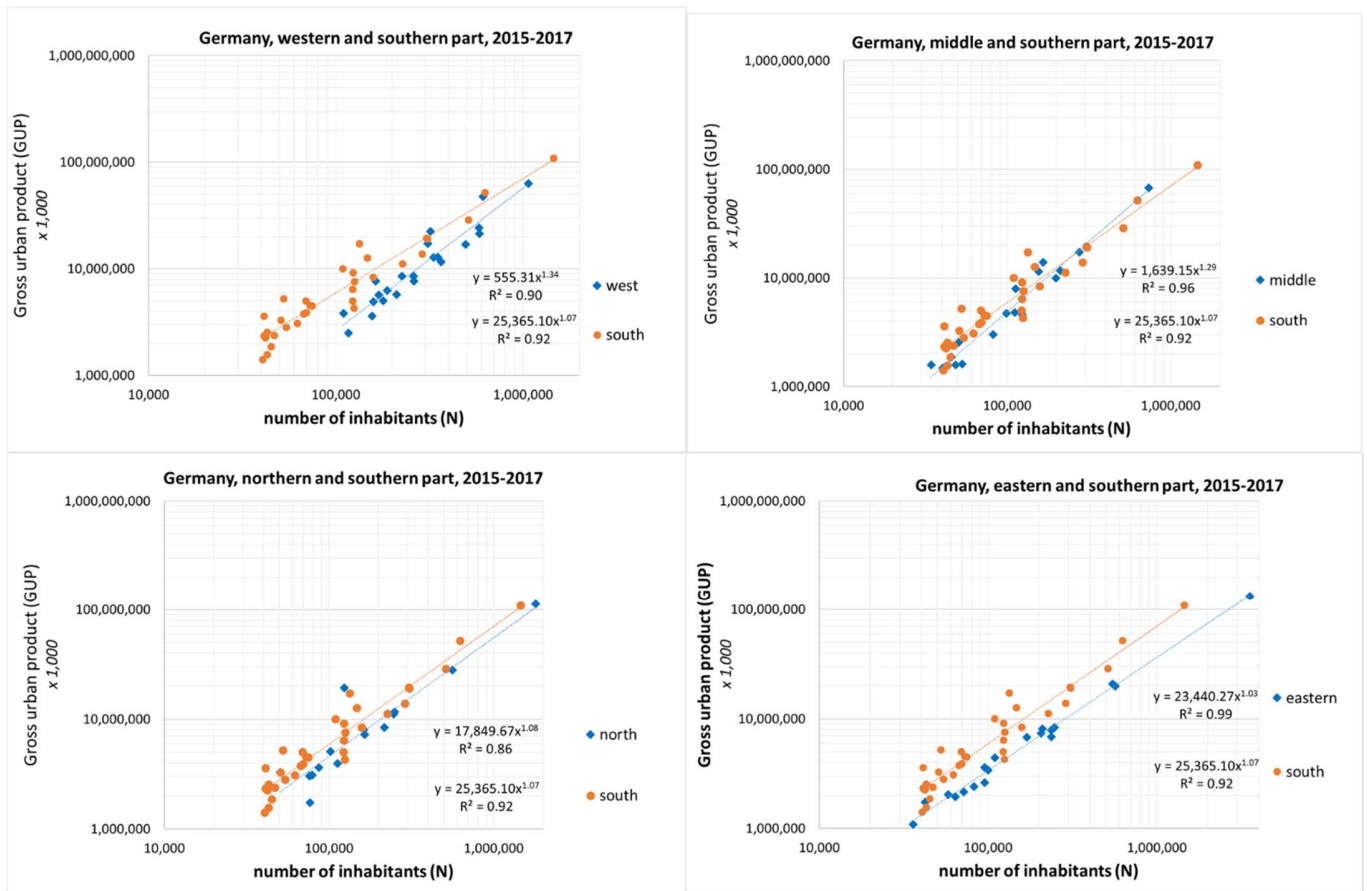 Germany, western and southern part, 2015-2017
1,000,000,000
100,000,000
10,000,000
1,000,000
Gross urban product (GUP)
x 1,000
y = 555.31x^1.34
R² = 0.90
y = 25,365.10x^1.07
R² = 0.92
west
south
10,000
100,000
1,000,000
number of inhabitants (N)
Germany, middle and southern part, 2015-2017
1,000,000,000
100,000,000
10,000,000
1,000,000
Gross urban product (GUP)
x 1,000
y = 1,639.15x^1.29
R² = 0.96
y = 25,365.10x^1.07
R² = 0.92
middle
south
10,000
100,000
1,000,000
number of inhabitants (N)
Germany, northern and southern part, 2015-2017
1,000,000,000
100,000,000
10,000,000
1,000,000
Gross urban product (GUP)
x 1,000
y = 17,849.67x^1.08
R² = 0.86
y = 25,365.10x^1.07
R² = 0.92
north
south
10,000
100,000
1,000,000
number of inhabitants (N)
Germany, eastern and southern part, 2015-2017
1,000,000,000
100,000,000
10,000,000
1,000,000
Gross urban product (GUP)
x 1,000
y = 23,440.27x^1.03
R² = 0.99
y = 25,365.10x^1.07
R² = 0.92
eastern
south
10,000
100,000
1,000,000
number of inhabitants (N)